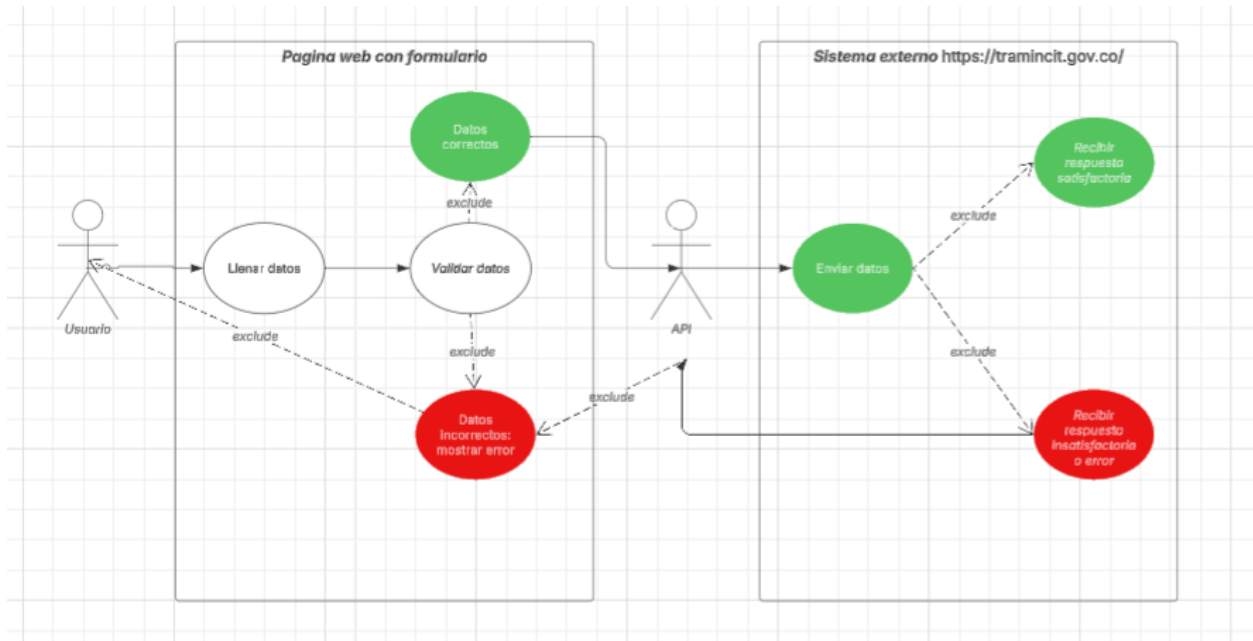 Pagina web con formulario
Sistema externo https://tramincit.gov.co/
Datos
correctos
Recibir
respuesta
satisfactoria
exclude
exclude
Llenar datos
Validar datos
Enviar datos
Usuario
API
exclude
exclude
exclude
exclude
Datos
incorrectos:
mostrar error
Recibir
respuesta
insatisfactoria
o error